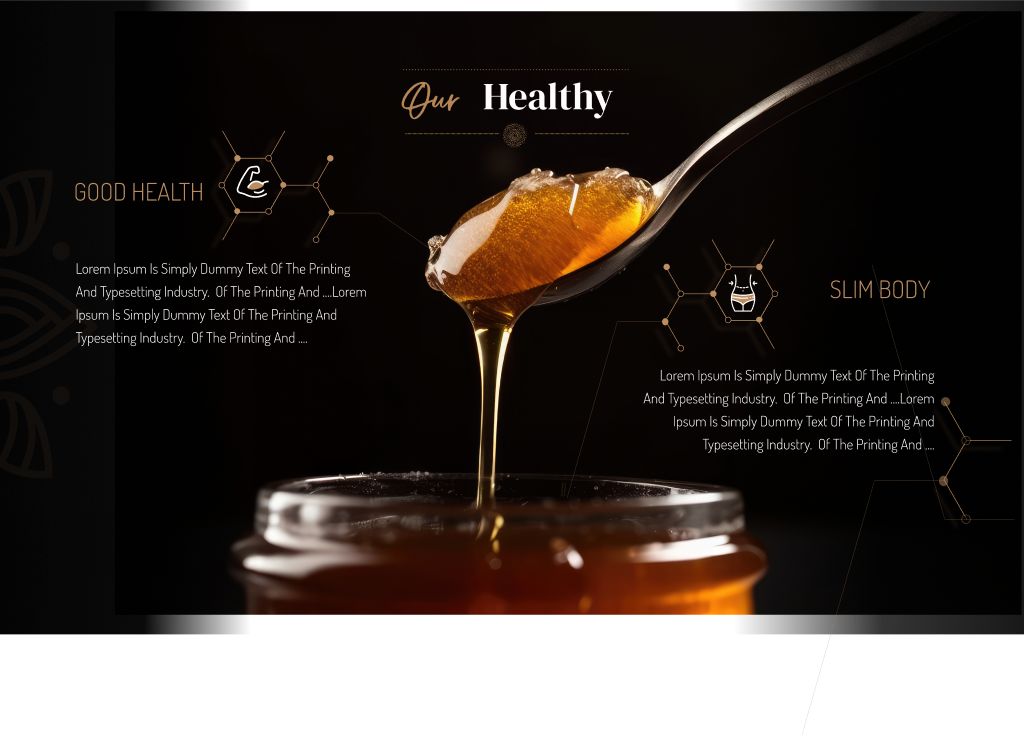 Our Healthy
GOOD HEALTH
Lorem Ipsum Is Simply Dummy Text Of The Printing
And Typesetting Industry. Of The Printing And ....Lorem
Ipsum Is Simply Dummy Text Of The Printing And
Typesetting Industry. Of The Printing And ....
SLIM BODY
Lorem Ipsum Is Simply Dummy Text Of The Printing
And Typesetting Industry. Of The Printing And ....Lorem
Ipsum Is Simply Dummy Text Of The Printing And
Typesetting Industry. Of The Printing And ....